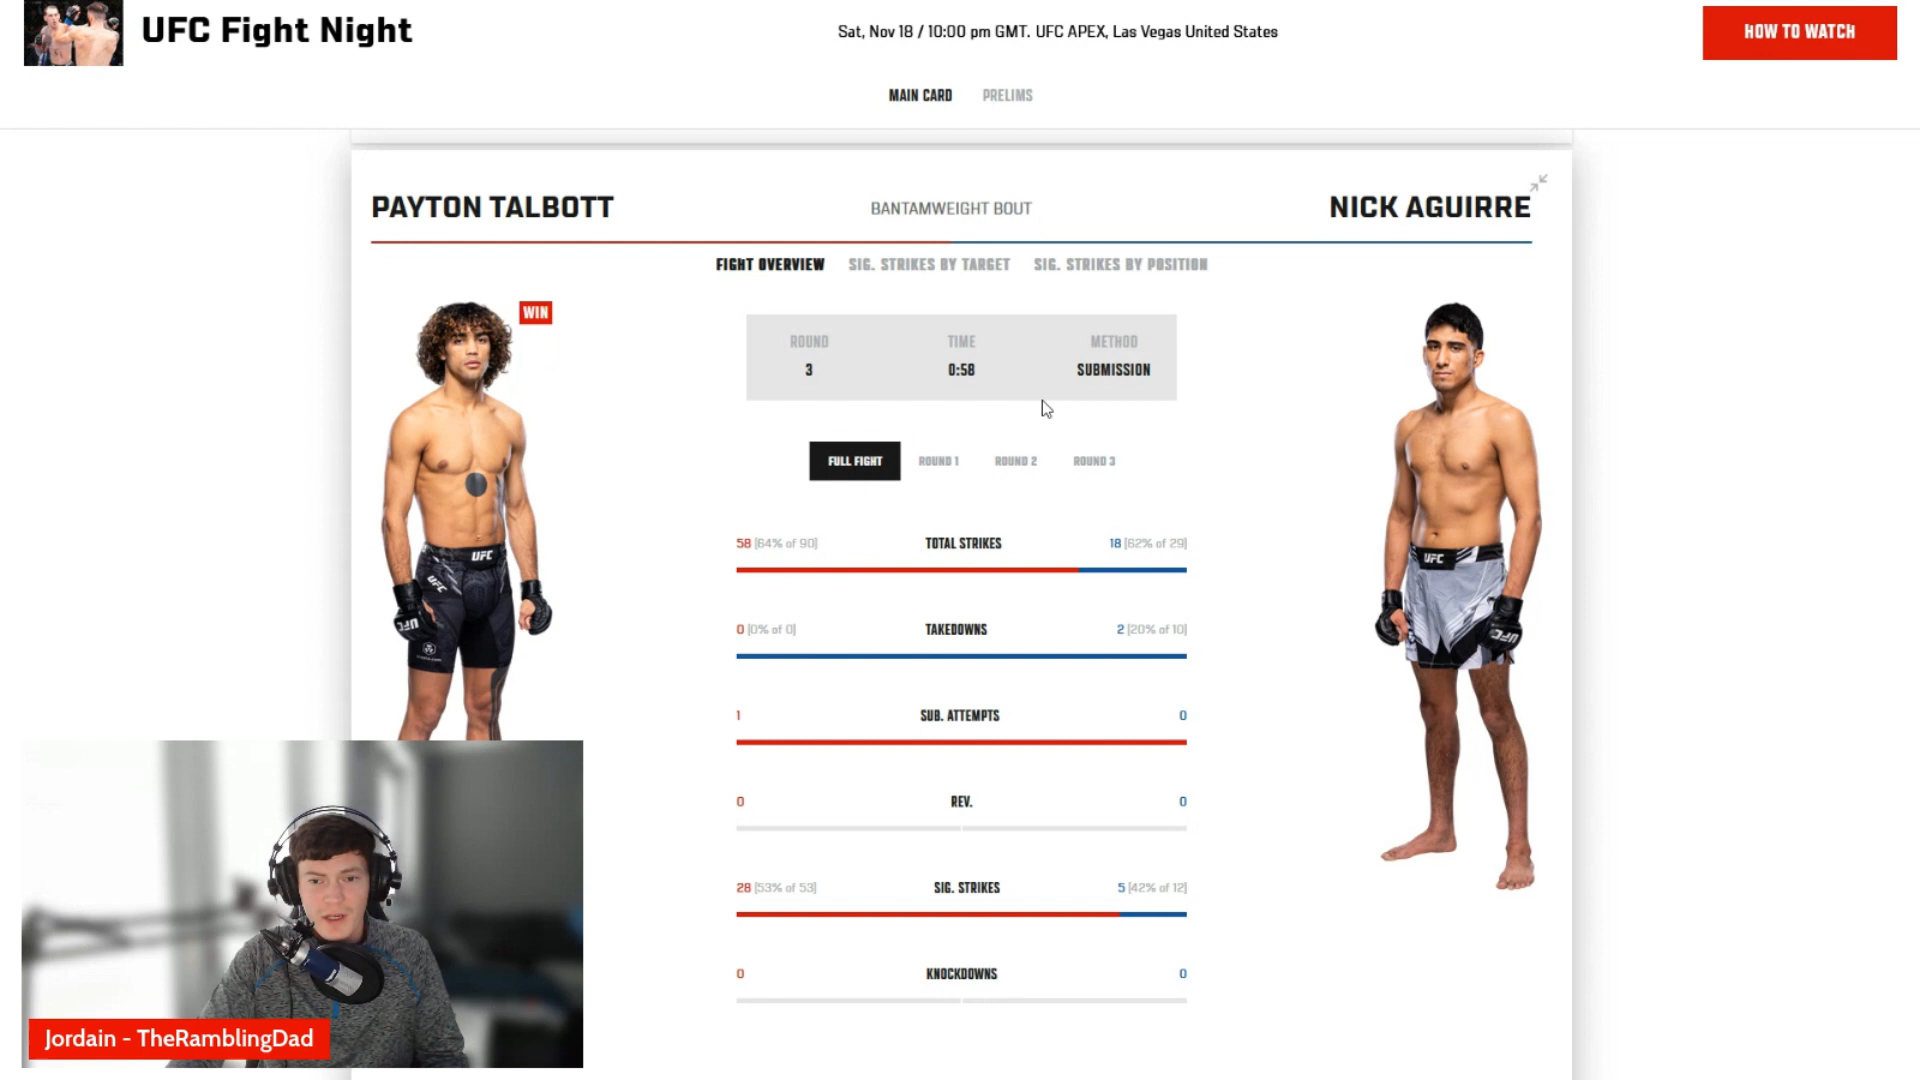 UFC Fight Night
Sat, Nov 18 / 10:00 pm GMT. UFC APEX, Las Vegas United States
HOW TO WATCH
MAIN CARD PRELIMS
PAYTON TALBOTT
BANTAMWEIGHT BOUT
NICK AGUIRRE
FIGHT OVERVIEW SIG. STRIKES BY TARGET SIG. STRIKES BY POSITION
WIN
ROUND TIME METHOD
3 0:58 SUBMISSION
FULL FIGHT ROUND 1 ROUND 2 ROUND 3
58 [64% of 90] TOTAL STRIKES 18 [62% of 29]
0 [0% of 0] TAKEDOWNS 2 [20% of 10]
1 SUB. ATTEMPTS 0
0 REV. 0
28 [53% of 53] SIG. STRIKES 5 [42% of 12]
0 KNOCKDOWNS 0
UFC
UFC
UFC
UFC
UFC
Jordain - TheRamblingDad